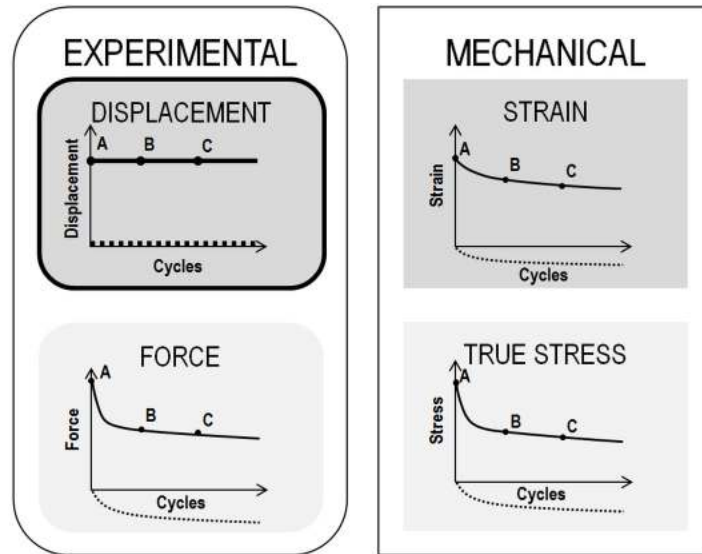 EXPERIMENTAL
DISPLACEMENT
Displacement
A
B
C
Cycles
FORCE
Force
A
B
C
Cycles
MECHANICAL
STRAIN
Strain
A
B
C
Cycles
TRUE STRESS
Stress
A
B
C
Cycles